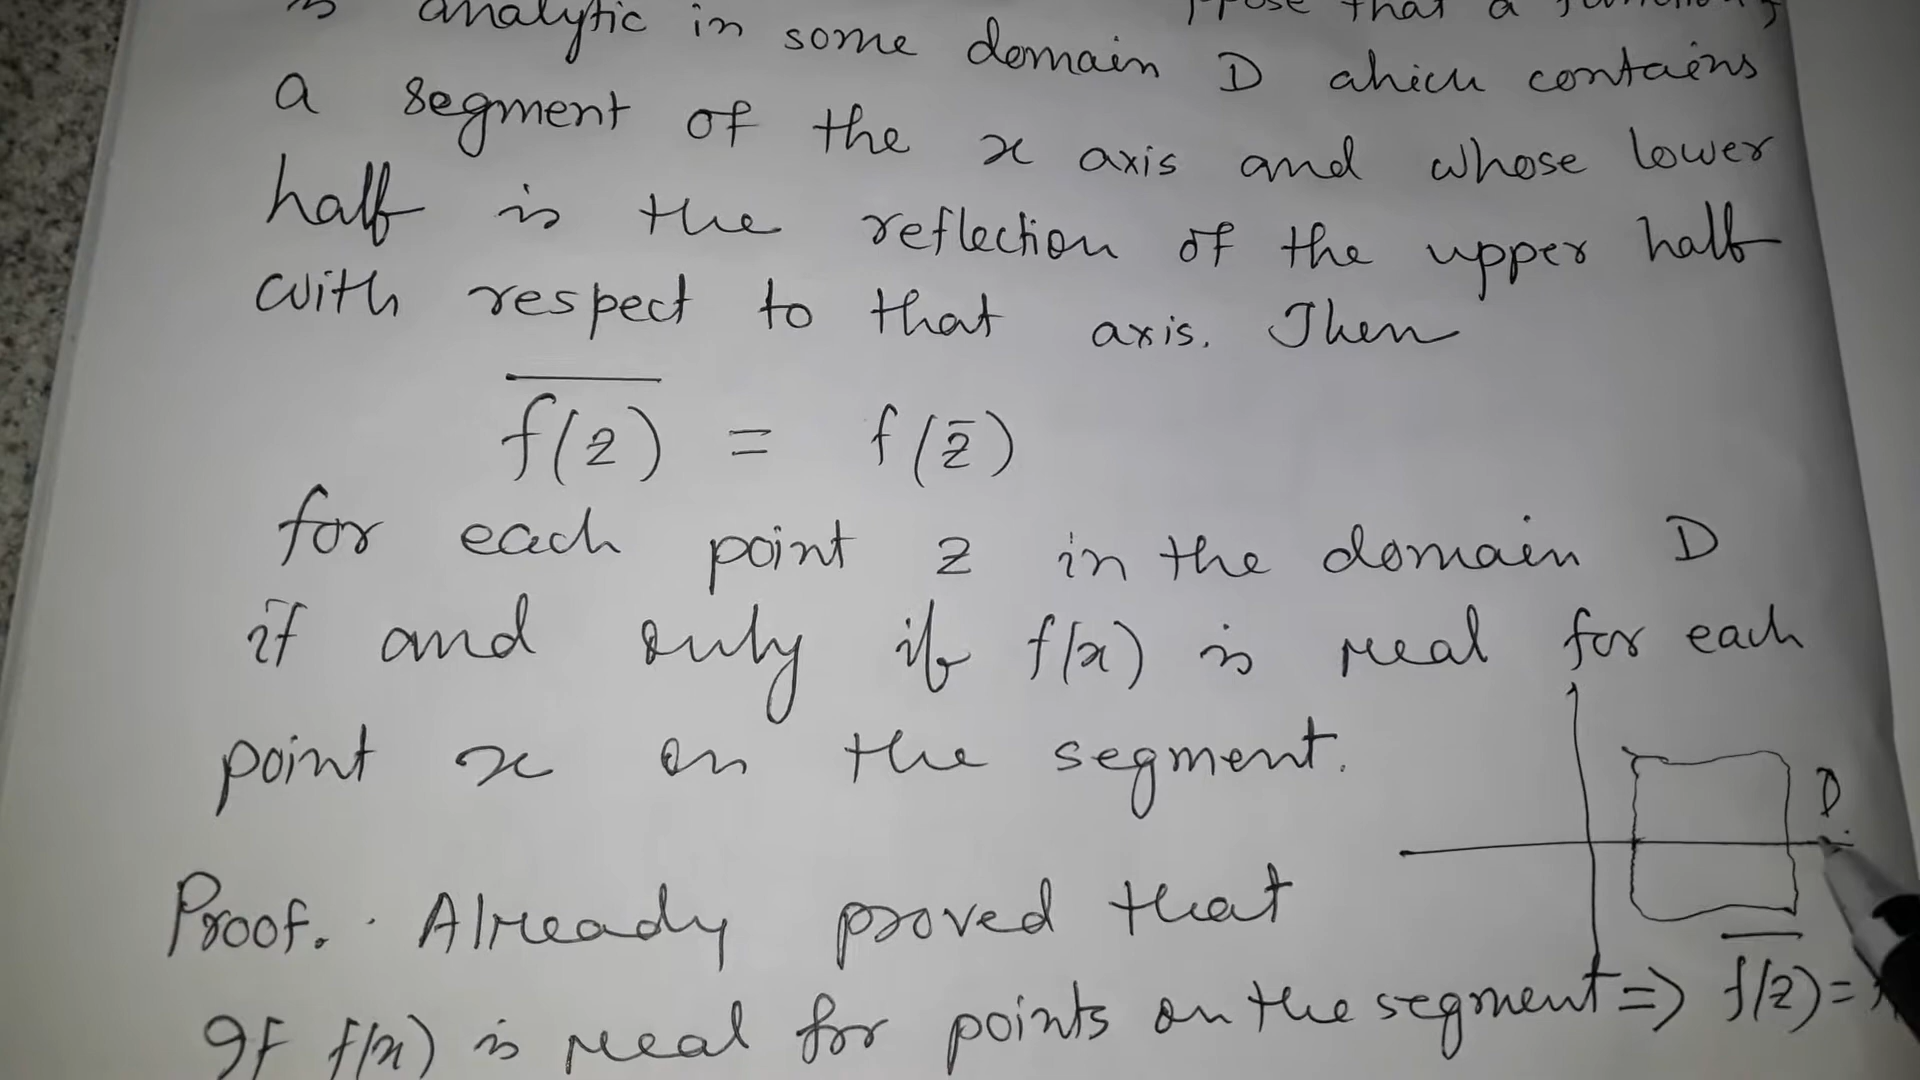 is analytic in some domain D which contains
a segment of the x axis and whose lower
half is the reflection of the upper half
with respect to that axis. Then
\overline{f(z)} = f(z̄)
for each point z in the domain D
if and only if f(x) is real for each
point x on the segment.
D
Proof. Already proved that
If f(x) is real for points on the segment => \overline{f(z)} =